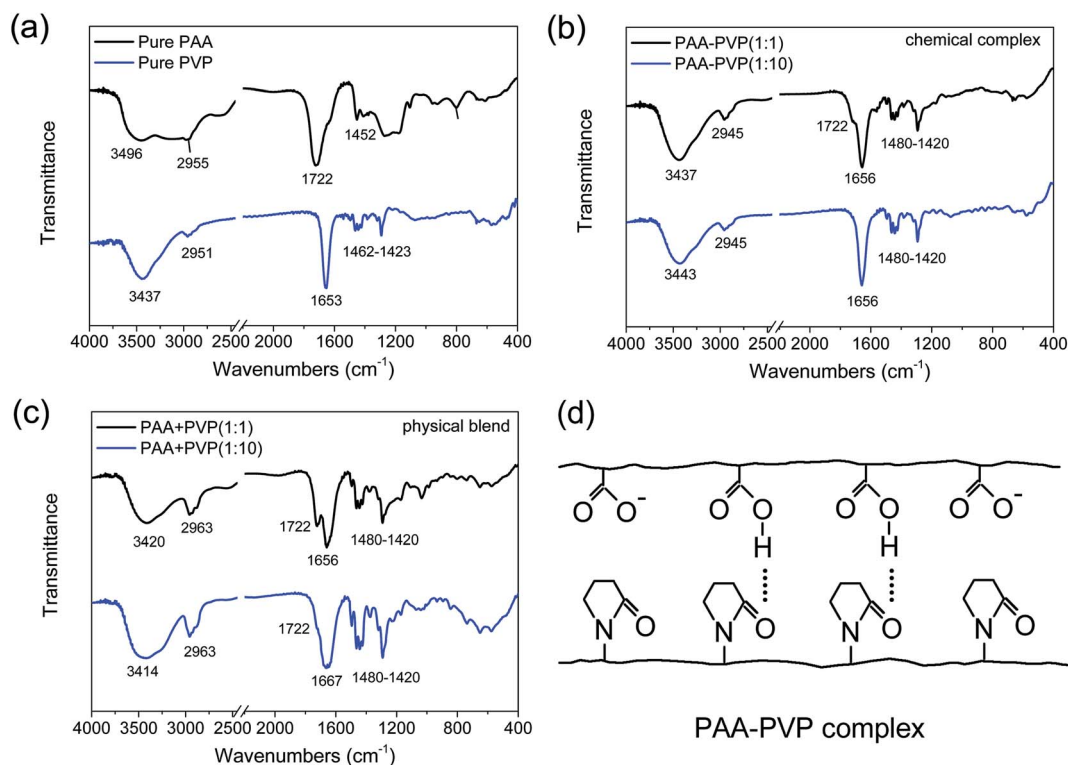 (a)
Pure PAA
Pure PVP
Transmittance
3496
2955
1722
1452
3437
2951
1653
1462-1423
4000 3500 3000 2500 1600 1200 800 400
Wavenumbers (cm⁻¹)
(b)
PAA-PVP(1:1)
PAA-PVP(1:10)
chemical complex
Transmittance
3437
2945
1722
1656
1480-1420
3443
2945
1656
1480-1420
4000 3500 3000 2500 1600 1200 800 400
Wavenumbers (cm⁻¹)
(c)
PAA+PVP(1:1)
PAA+PVP(1:10)
physical blend
Transmittance
3420
2963
1722
1656
1480-1420
3414
2963
1722
1667
1480-1420
4000 3500 3000 2500 1600 1200 800 400
Wavenumbers (cm⁻¹)
(d)
O O⁻ O O O O O O⁻
H H
N O N O N O N O
PAA-PVP complex